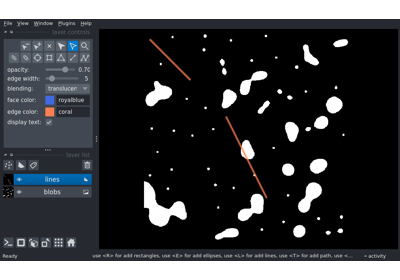 File View Window Plugins Help
layer controls
opacity: 0.70
edge width: 5
blending: translucen
face color: royalblue
edge color: coral
display text:
layer list
lines
blobs
Ready use <R> for add rectangles, use <E> for add ellipses, use <L> for add lines, use <T> for add path, use <... activity